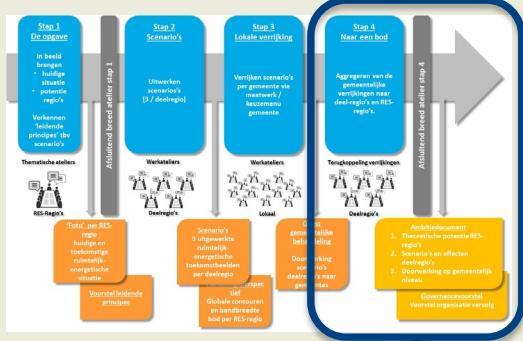 Stap 1
De opgave
In beeld
brengen
• huidige
situatie
• potentie
regio's
Verkennen
'leidende
principes' tbv
scenario's
Thematische ateliers
RES-Regio's
Afsluitend breed atelier stap 1
Stap 2
Scenario's
Uitwerken
scenarios's
(3 / deelregio)
Werkateliers
Deelregio's
Stap 3
Lokale verrijking
Verrijken scenario's
per gemeente via
maatwerk /
keuzemenu
gemeente
Werkateliers
Lokaal
Stap 4
Naar een bod
Aggregeren van de
gemeentelijke
verrijkingen naar
deel-regio's en RES-
regio's.
Terugkoppeling verrijkingen
Deelregio's
Afsluitend breed atelier stap 4
'Foto' per RES-
regio
huidige en
toekomstige
ruimtelijk-
energetische
situatie
Voorstel leidende
principes
Scenario's
3 uitgewerkte
ruimtelijk-
energetische
toekomstbeelden
per deelregio
tief
Globale contouren
en bandbreedte
bod per RES-regio
gemeentelijke
behandeling
scenario's
deelregio's naar
Ambitiedocument
1. Theoretische potentie RES-
regio's
2. Scenario's en effecten
deelregio's
3. Doorwerking op gemeentelijk
niveau
Governancevoorstel
Voorstel organisatie vervolg